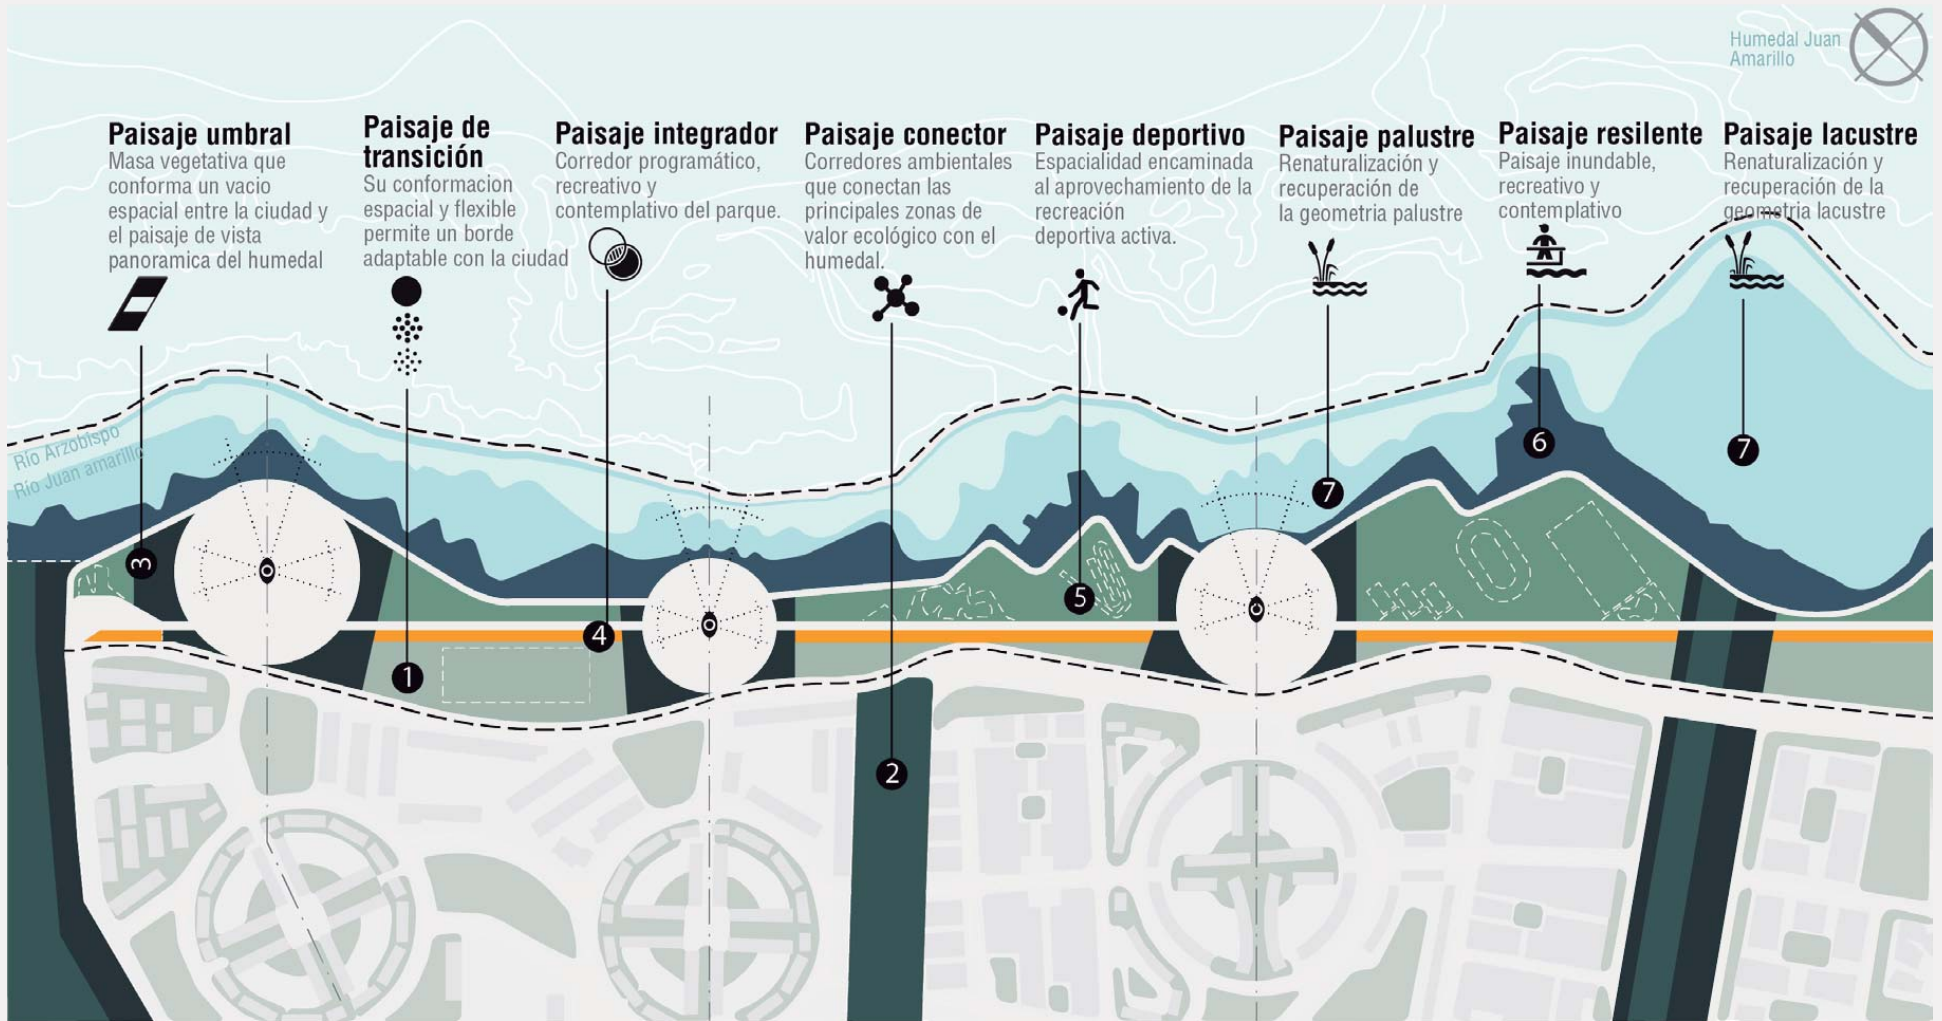 Humedal Juan
Amarillo
Paisaje umbral
Masa vegetativa que
conforma un vacio
espacial entre la ciudad y
el paisaje de vista
panoramica del humedal
Paisaje de
transición
Su conformacion
espacial y flexible
permite un borde
adaptable con la ciudad
Paisaje integrador
Corredor programático,
recreativo y
contemplativo del parque.
Paisaje conector
Corredores ambientales
que conectan las
principales zonas de
valor ecológico con el
humedal.
Paisaje deportivo
Espacialidad encaminada
al aprovechamiento de la
recreación
deportiva activa.
Paisaje palustre
Renaturalización y
recuperación de
la geometria palustre
Paisaje resilente
Paisaje inundable,
recreativo y
contemplativo
Paisaje lacustre
Renaturalización y
recuperación de la
geometria lacustre
Río Arzobispo
Río Juan amarillo
3
1
4
2
5
7
6
7